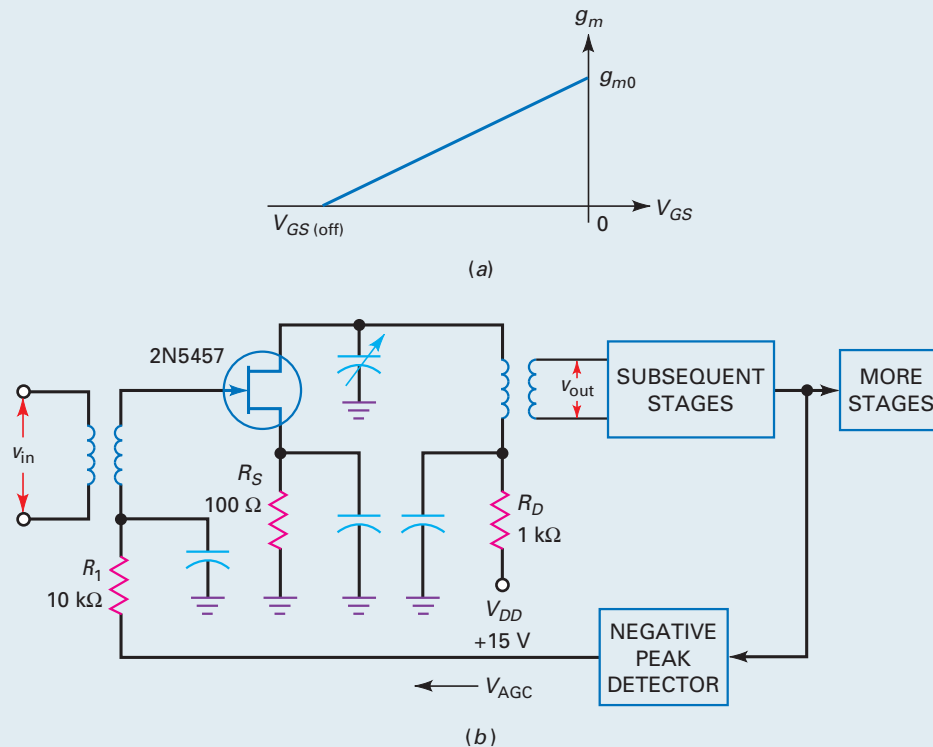 g_m
g_m0
V_GS (off)
0
V_GS
(a)
2N5457
v_in
R_S
100 Ω
R_1
10 kΩ
v_out
SUBSEQUENT
STAGES
MORE
STAGES
R_D
1 kΩ
V_DD
+15 V
NEGATIVE
PEAK
DETECTOR
V_AGC
(b)